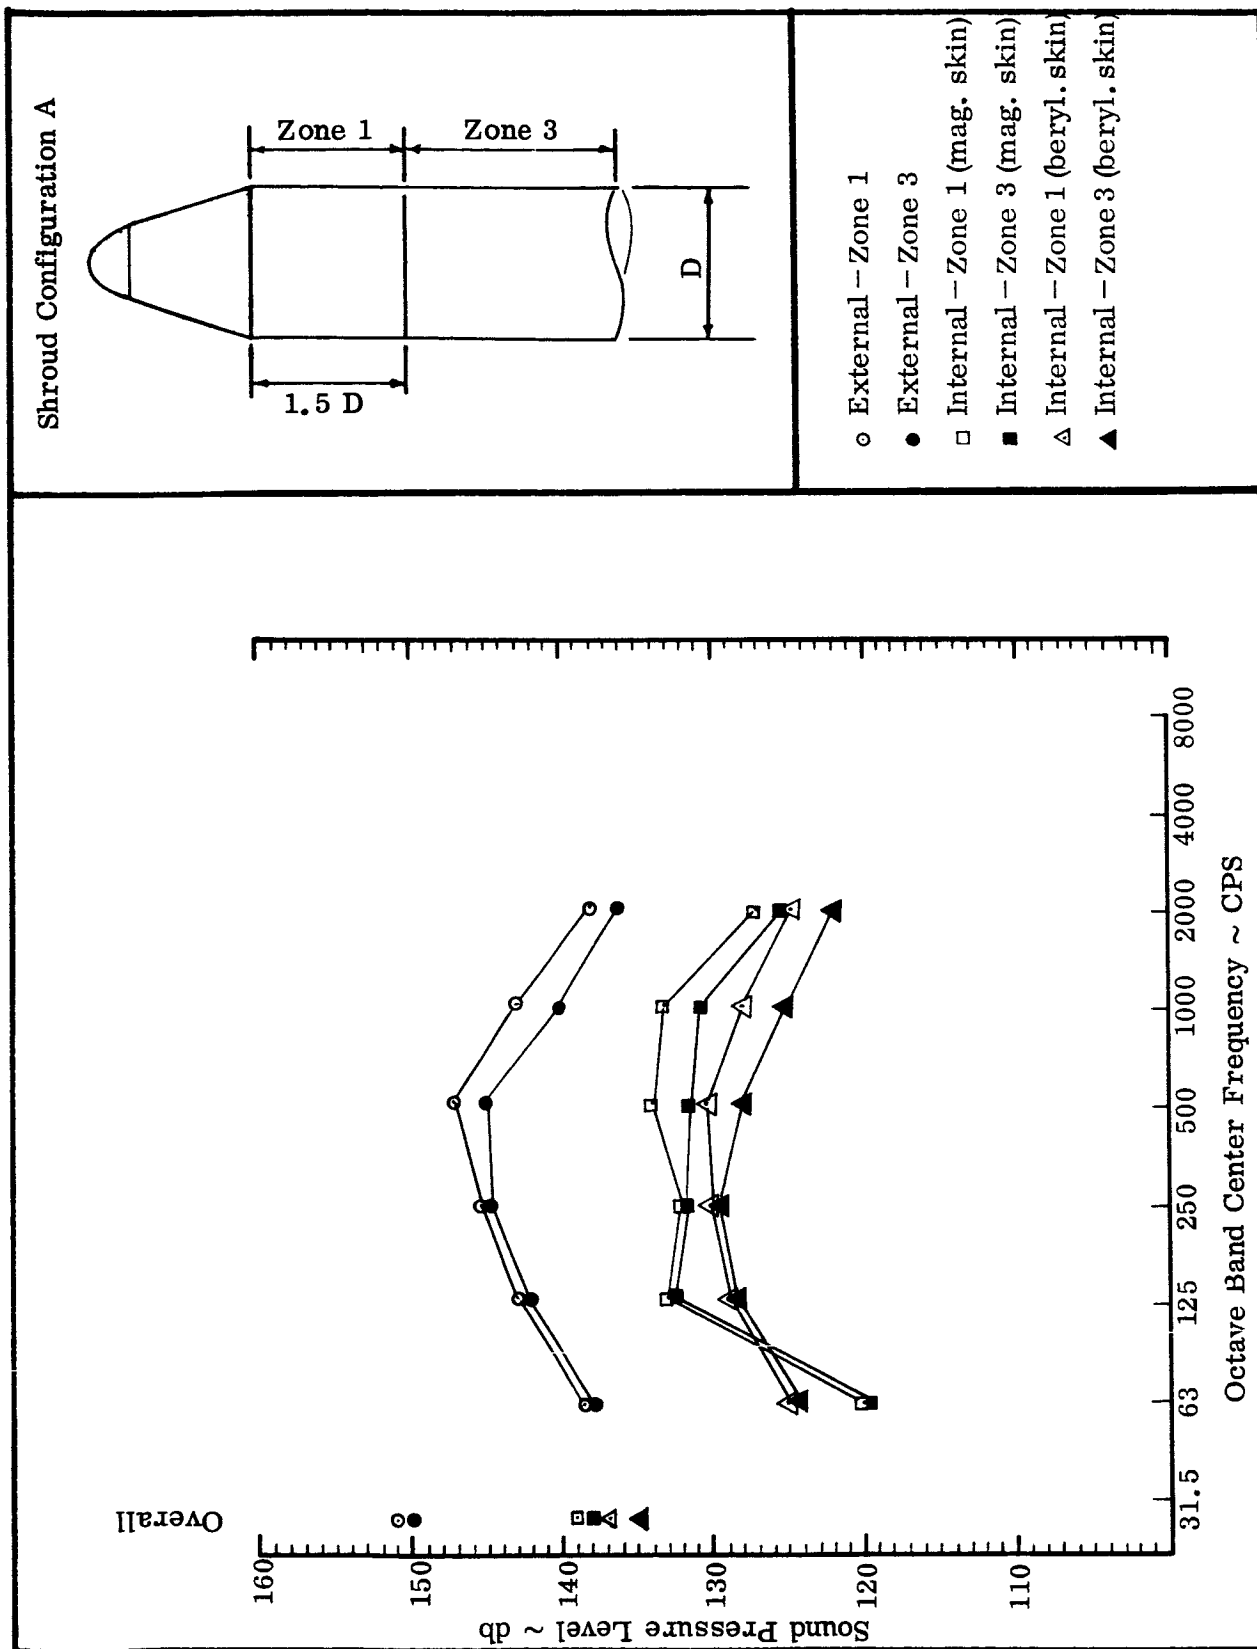 Shroud Configuration A
Zone 1
Zone 3
1.5 D
D
External – Zone 1
External – Zone 3
Internal – Zone 1 (mag. skin)
Internal – Zone 3 (mag. skin)
Internal – Zone 1 (beryl. skin)
Internal – Zone 3 (beryl. skin)
Overall
Sound Pressure Level ~ db
160
150
140
130
120
110
31.5 63 125 250 500 1000 2000 4000 8000
Octave Band Center Frequency ~ CPS